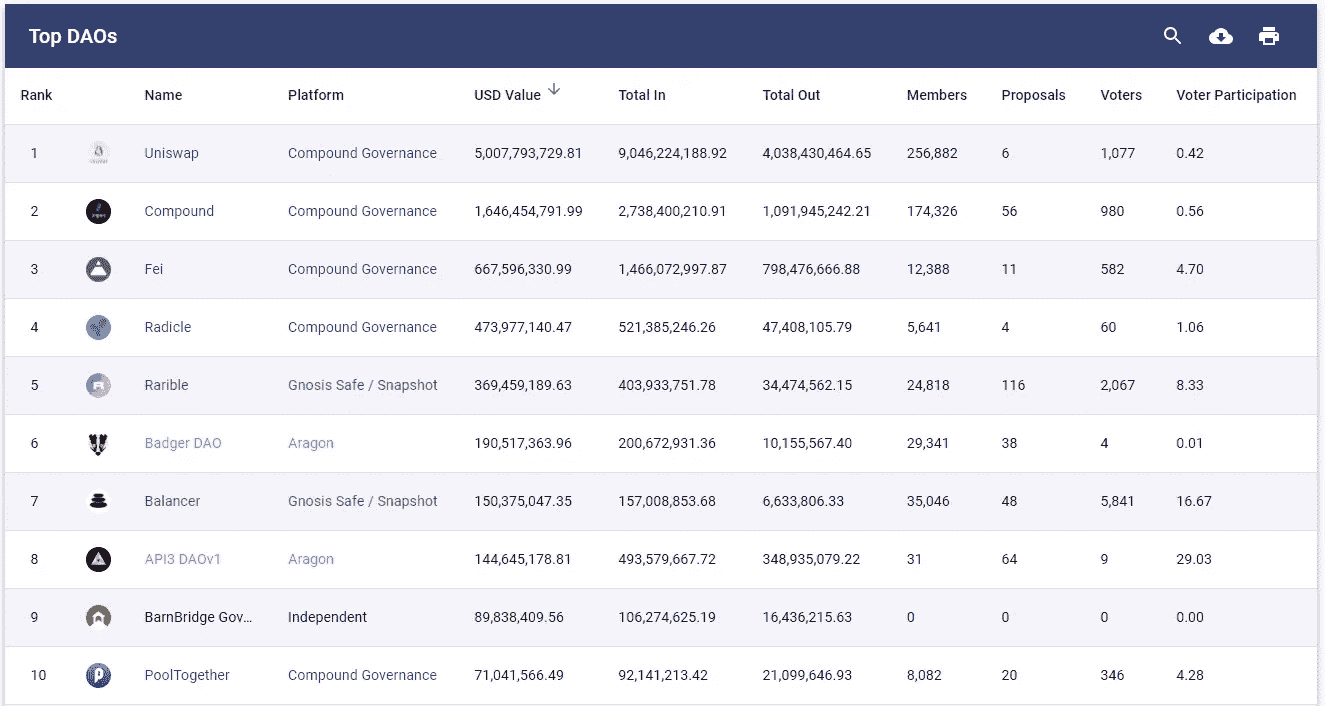 Top DAOs
Rank Name Platform USD Value Total In Total Out Members Proposals Voters Voter Participation
1 Uniswap Compound Governance 5,007,793,729.81 9,046,224,188.92 4,038,430,464.65 256,882 6 1,077 0.42
2 Compound Compound Governance 1,646,454,791.99 2,738,400,210.91 1,091,945,242.21 174,326 56 980 0.56
3 Fei Compound Governance 667,596,330.99 1,466,072,997.87 798,476,666.88 12,388 11 582 4.70
4 Radicle Compound Governance 473,977,140.47 521,385,246.26 47,408,105.79 5,641 4 60 1.06
5 Rarible Gnosis Safe / Snapshot 369,459,189.63 403,933,751.78 34,474,562.15 24,818 116 2,067 8.33
6 Badger DAO Aragon 190,517,363.96 200,672,931.36 10,155,567.40 29,341 38 4 0.01
7 Balancer Gnosis Safe / Snapshot 150,375,047.35 157,008,853.68 6,633,806.33 35,046 48 5,841 16.67
8 API3 DAOv1 Aragon 144,645,178.81 493,579,667.72 348,935,079.22 31 64 9 29.03
9 BarnBridge Gov... Independent 89,838,409.56 106,274,625.19 16,436,215.63 0 0 0 0.00
10 PoolTogether Compound Governance 71,041,566.49 92,141,213.42 21,099,646.93 8,082 20 346 4.28